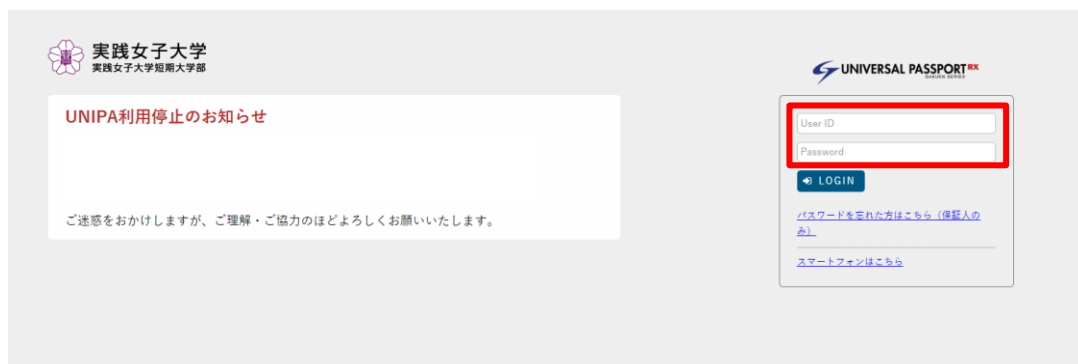 実践女子大学
実践女子大学短期大学部
UNIVERSAL PASSPORT RX
GAKUEN SERIES
UNIPA利用停止のお知らせ
ご迷惑をおかけしますが、ご理解・ご協力のほどよろしくお願いいたします。
User ID
Password
LOGIN
パスワードを忘れた方はこちら（保証人の
み）
スマートフォンはこちら